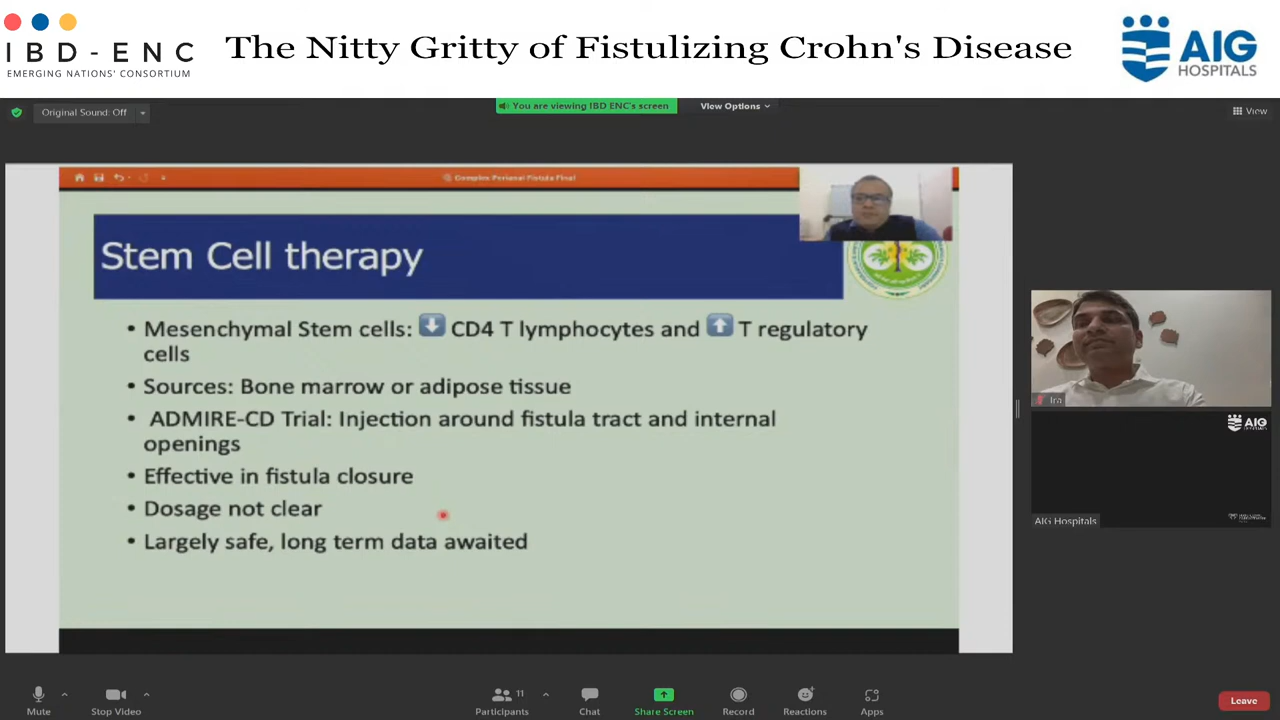 IBD-ENC
EMERGING NATIONS' CONSORTIUM
The Nitty Gritty of Fistulizing Crohn's Disease
AIG
HOSPITALS
Original Sound: Off
You are viewing IBD ENC's screen
View Options
View
Complex Perianal Fistula Final
Stem Cell therapy
• Mesenchymal Stem cells: ⬇ CD4 T lymphocytes and ⬆ T regulatory
cells
• Sources: Bone marrow or adipose tissue
• ADMIRE-CD Trial: Injection around fistula tract and internal
openings
• Effective in fistula closure
• Dosage not clear
• Largely safe, long term data awaited
Ira
AIG
AIG Hospitals
Mute
Stop Video
11
Participants
Chat
Share Screen
Record
Reactions
Apps
Leave